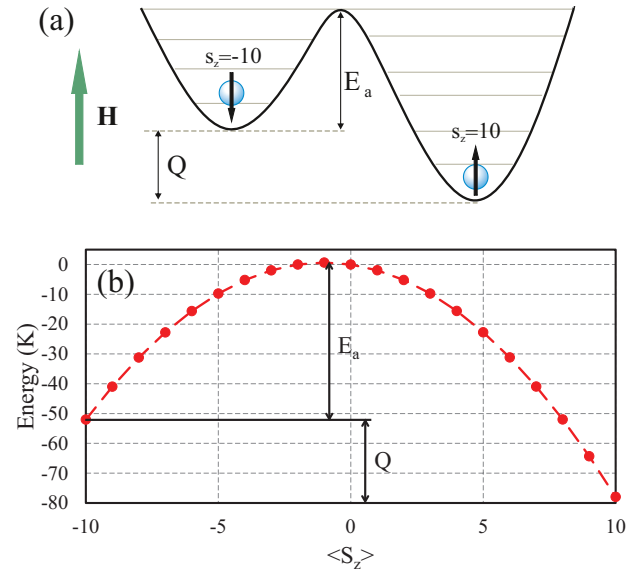 (a)
s_z=-10
E_a
H
s_z=10
Q
(b)
0
-10
-20
-30
-40
-50
-60
-70
-80
Energy (K)
E_a
Q
-10 -5 0 5 10
<S_z>